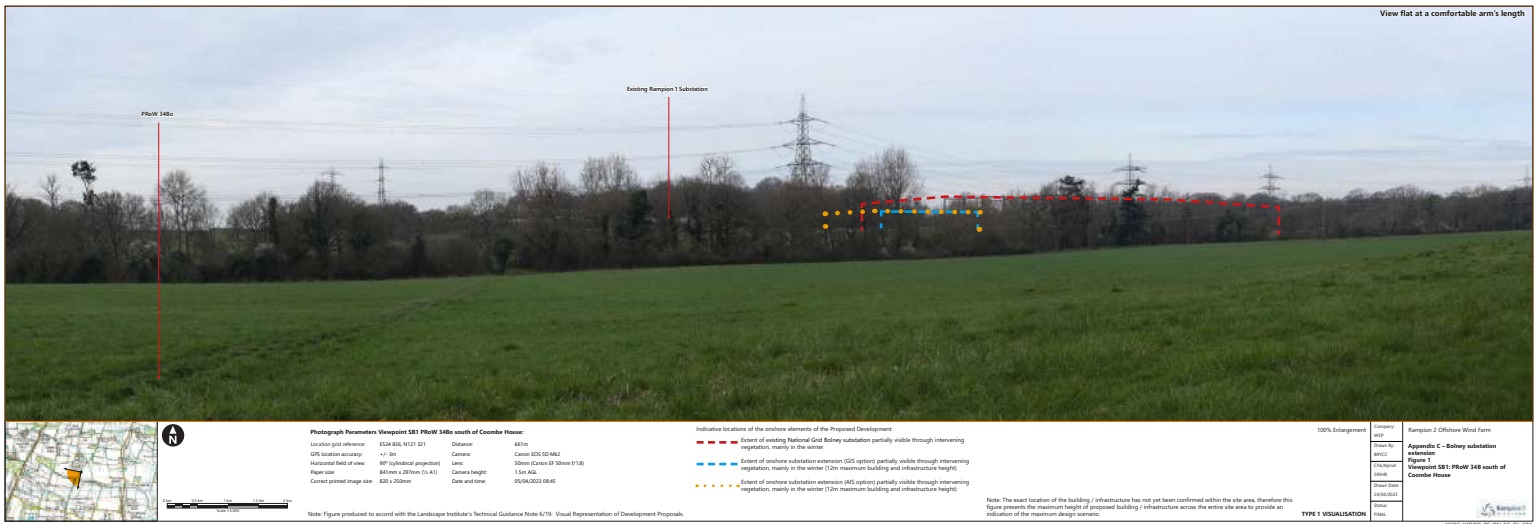 View flat at a comfortable arm's length
Existing Rampion 1 Substation
PRoW 34Bo
N
Photograph Parameters Viewpoint SB1 PRoW 34Bo south of Coombe House:
Location grid reference: E524 836, N121 321 Distance: 661m
GPS location accuracy: +/- 3m Camera: Canon EOS 5D Mk2
Horizontal field of view: 90° (cylindrical projection) Lens: 50mm (Canon EF 50mm f/1.8)
Paper size: 841mm x 297mm (½ A1) Camera height: 1.5m AGL
Correct printed image size: 820 x 250mm Date and time: 05/04/2023 08:45
Note: Figure produced to accord with the Landscape Institute's Technical Guidance Note 6/19: Visual Representation of Development Proposals.
0 km 0.5 km 1 km 1.5 km 2 km
Indicative locations of the onshore elements of the Proposed Development
Extent of existing National Grid Bolney substation partially visible through intervening
vegetation, mainly in the winter
Extent of onshore substation extension (GIS option) partially visible through intervening
vegetation, mainly in the winter (12m maximum building and infrastructure height)
Extent of onshore substation extension (AIS option) partially visible through intervening
vegetation, mainly in the winter (12m maximum building and infrastructure height)
Note: The exact location of the building / infrastructure has not yet been confirmed within the site area, therefore this
figure presents the maximum height of proposed building / infrastructure across the entire site area to provide an
indication of the maximum design scenario.
100% Enlargement
TYPE 1 VISUALISATION
Company:
WSP
Drawn By:
Drawn Date:
Status:
FINAL
Rampion 2 Offshore Wind Farm
Appendix C – Bolney substation
extension
Figure 1
Viewpoint SB1: PRoW 34B south of
Coombe House